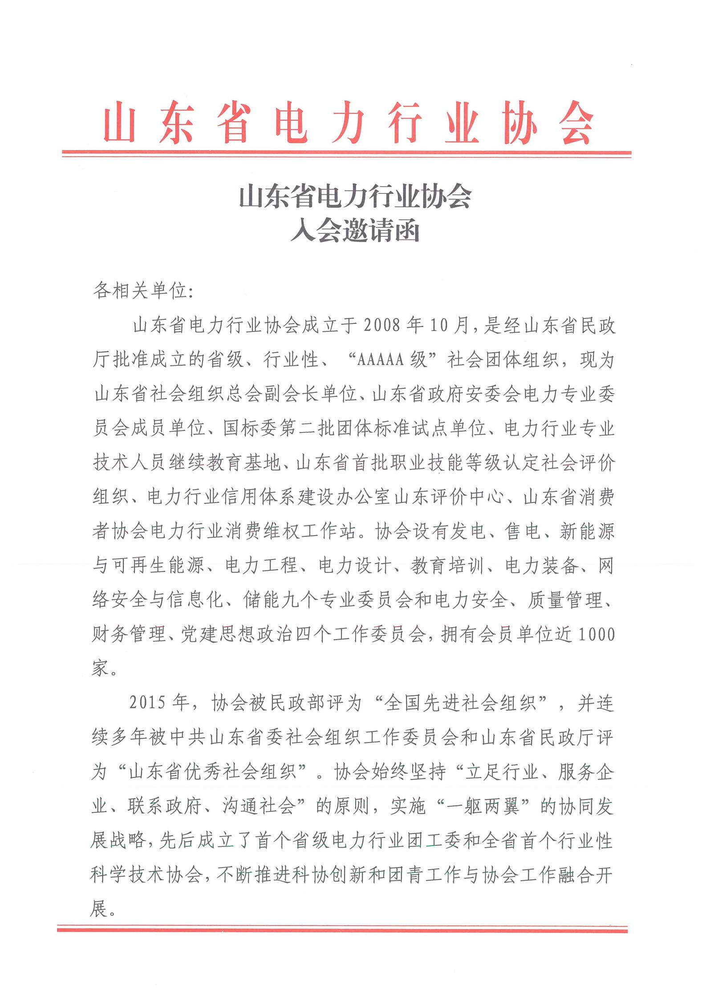 山东省电力行业协会
山东省电力行业协会
入会邀请函
各相关单位:
山东省电力行业协会成立于 2008 年 10 月，是经山东省民政
厅批准成立的省级、行业性、“AAAAA 级”社会团体组织，现为
山东省社会组织总会副会长单位、山东省政府安委会电力专业委
员会成员单位、国标委第二批团体标准试点单位、电力行业专业
技术人员继续教育基地、山东省首批职业技能等级认定社会评价
组织、电力行业信用体系建设办公室山东评价中心、山东省消费
者协会电力行业消费维权工作站。协会设有发电、售电、新能源
与可再生能源、电力工程、电力设计、教育培训、电力装备、网
络安全与信息化、储能九个专业委员会和电力安全、质量管理、
财务管理、党建思想政治四个工作委员会，拥有会员单位近 1000
家。
2015 年，协会被民政部评为“全国先进社会组织”，并连
续多年被中共山东省委社会组织工作委员会和山东省民政厅评
为“山东省优秀社会组织”。协会始终坚持“立足行业、服务企
业、联系政府、沟通社会”的原则，实施“一躯两翼”的协同发
展战略，先后成立了首个省级电力行业团工委和全省首个行业性
科学技术协会，不断推进科协创新和团青工作与协会工作融合开
展。